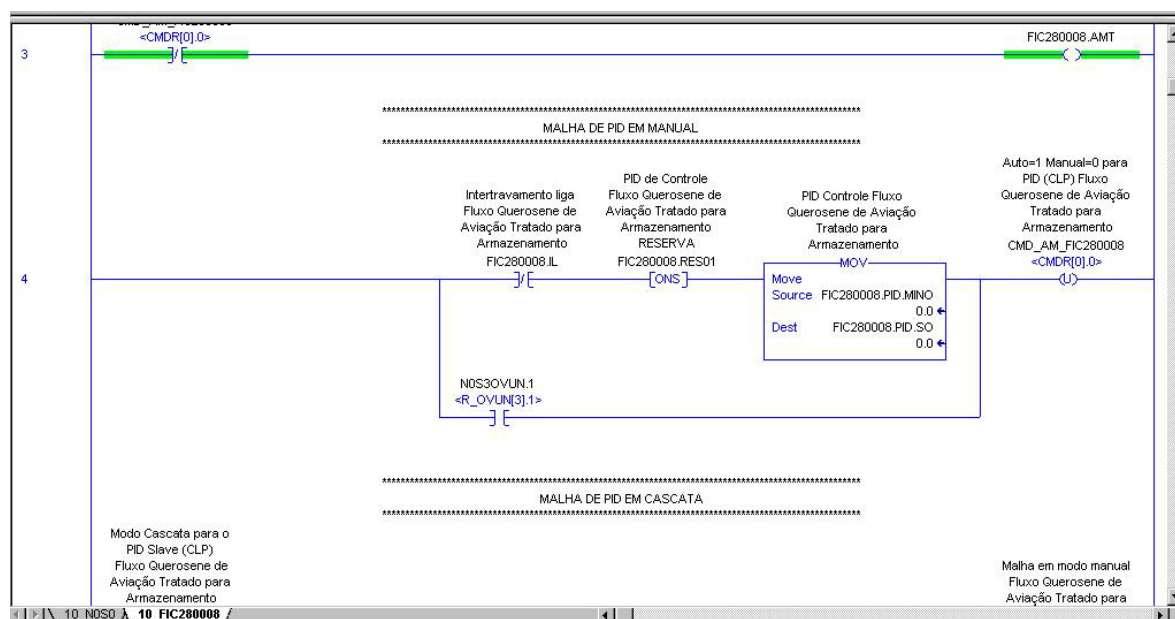 <CMDR[0].0>
FIC280008.AMT
3
******************************************************************************************
MALHA DE PID EM MANUAL
******************************************************************************************
Auto=1 Manual=0 para
PID (CLP) Fluxo
Querosene de Aviação
Tratado para
Armazenamento
CMD_AM_FIC280008
<CMDR[0].0>
PID de Controle
Fluxo Querosene de
Aviação Tratado para
Armazenamento
RESERVA
FIC280008.RES01
Intertravamento liga
Fluxo Querosene de
Aviação Tratado para
Armazenamento
FIC280008.IL
PID Controle Fluxo
Querosene de Aviação
Tratado para
Armazenamento
MOV
4
ONS
Move
Source FIC280008.PID.MINO
0.0
Dest FIC280008.PID.SO
0.0
U
N0S3OVUN.1
<R_OVUN[3].1>
******************************************************************************************
MALHA DE PID EM CASCATA
******************************************************************************************
Modo Cascata para o
PID Slave (CLP)
Fluxo Querosene de
Aviação Tratado para
Armazenamento
Malha em modo manual
Fluxo Querosene de
Aviação Tratado para
10 N0S0
10 FIC280008